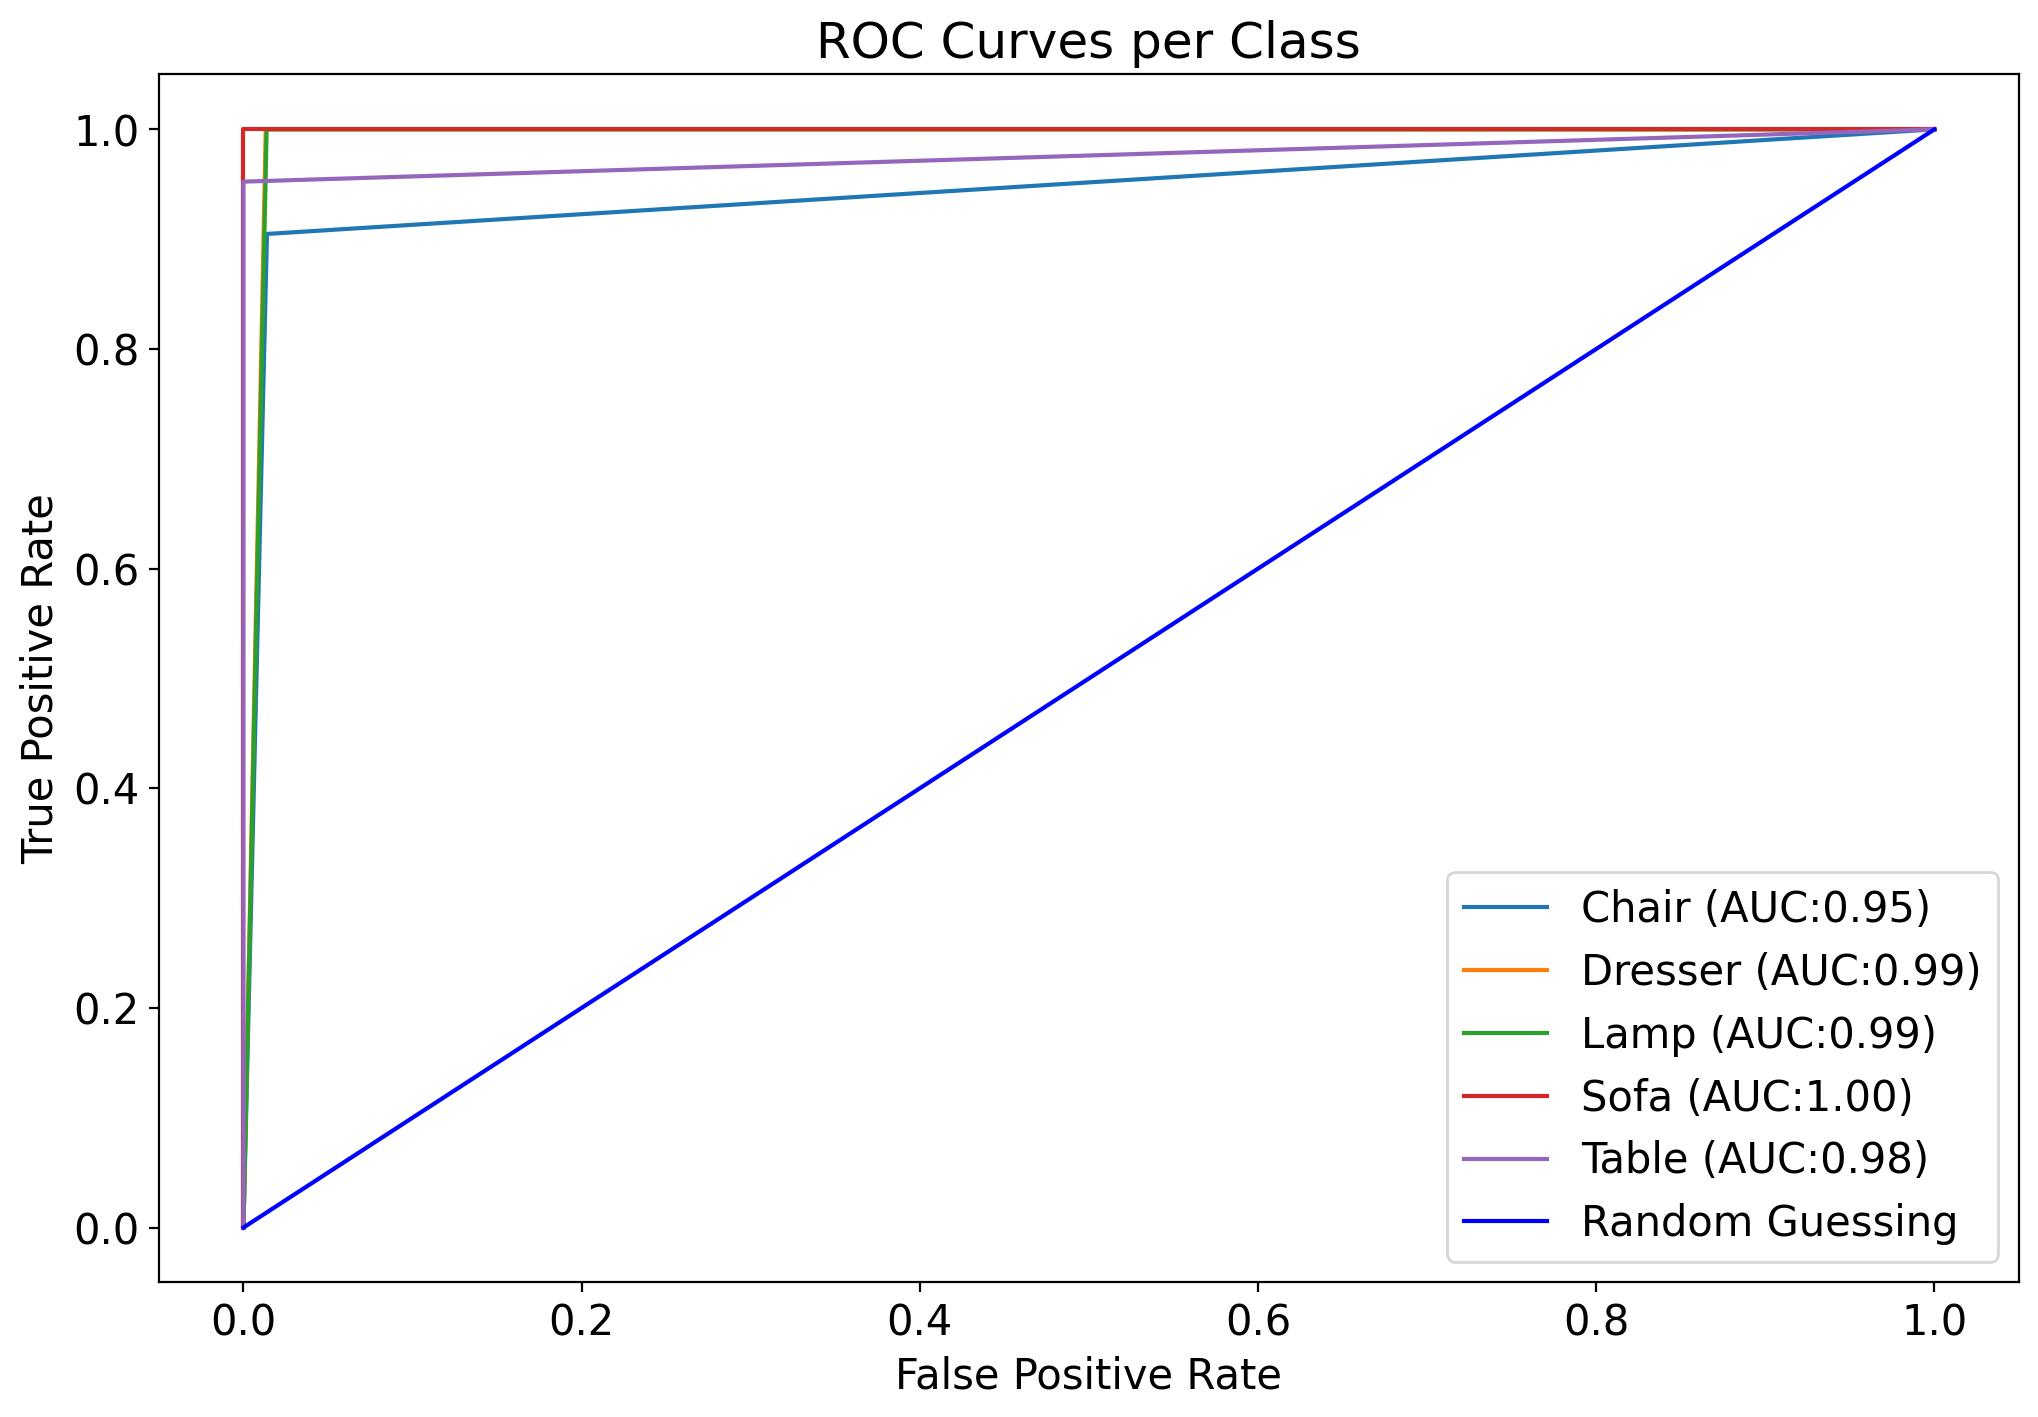 ROC Curves per Class
True Positive Rate
1.0
0.8
0.6
0.4
0.2
0.0
Chair (AUC:0.95)
Dresser (AUC:0.99)
Lamp (AUC:0.99)
Sofa (AUC:1.00)
Table (AUC:0.98)
Random Guessing
0.0 0.2 0.4 0.6 0.8 1.0
False Positive Rate